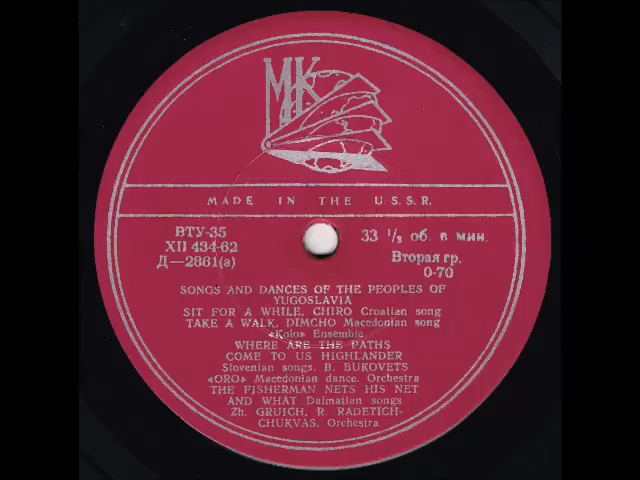 МК
MADE IN THE U.S.S.R.
ВТУ-35
XII 434-62
Д—2861(а)
33 1/3 об. в мин.
Вторая гр.
0-70
SONGS AND DANCES OF THE PEOPLES OF
YUGOSLAVIA
SIT FOR A WHILE, CHIRO Croatian song
TAKE A WALK, DIMCHO Macedonian song
«Kolo» Ensemble
WHERE ARE THE PATHS
COME TO US HIGHLANDER
Slovenian songs. B. BUKOVETS
«ORO» Macedonian dance. Orchestra
THE FISHERMAN NETS HIS NET
AND WHAT Dalmatian songs
Zh. GRUICH, R. RADETICH-
CHUKVAS. Orchestra